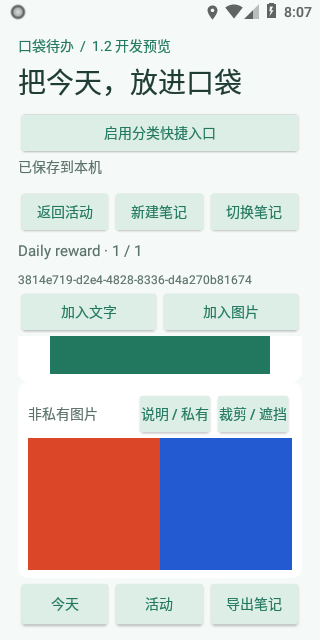 8:07
口袋待办 / 1.2 开发预览
把今天，放进口袋
启用分类快捷入口
已保存到本机
返回活动 新建笔记 切换笔记
Daily reward · 1 / 1
3814e719-d2e4-4828-8336-d4a270b81674
加入文字 加入图片
非私有图片 说明 / 私有 裁剪 / 遮挡
今天 活动 导出笔记